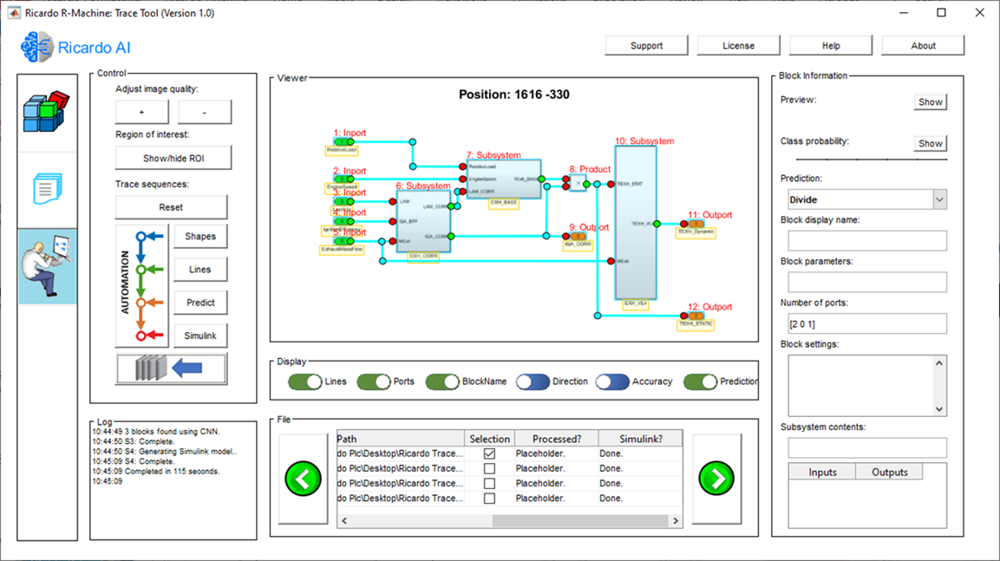 Ricardo R-Machine: Trace Tool (Version 1.0)
Ricardo AI
Support
License
Help
About
Control
Adjust image quality:
+
-
Region of interest:
Show/hide ROI
Trace sequences:
Reset
AUTOMATION
Shapes
Lines
Predict
Simulink
Log
10:44:49 3 blocks found using CNN.
10:44:50 S3: Complete.
10:44:50 S4: Generating Simulink model..
10:45:09 S4: Complete.
10:45:09 Completed in 115 seconds.
10:45:09
Viewer
Position: 1616 -330
1: Inport
RelativeLoad
2: Inport
EngineSpeed
3: Inport
4: Inport
5: Inport
ExhaustMassFlow
6: Subsystem
LAM
LAM_CORR
IGA_EFF
IGA_CORR
EXH_CORR
7: Subsystem
RelativeLoad
EngineSpeed
TExh_BASE
LAM_CORR
EXH_BASE
8: Product
×
9: Outport
IGA_CORR
10: Subsystem
TEXH_STAT
EXH_VLV
11: Outport
TEXH_Dynamic
12: Outport
TEXH_STATIC
Display
Lines
Ports
BlockName
Direction
Accuracy
Prediction
File
Path Selection Processed? Simulink?
do Plc\Desktop\Ricardo Trace... Placeholder. Done.
do Plc\Desktop\Ricardo Trace... Placeholder. Done.
do Plc\Desktop\Ricardo Trace... Placeholder. Done.
do Plc\Desktop\Ricardo Trace... Placeholder. Done.
Block Information
Preview:
Show
Class probability:
Show
Prediction:
Divide
Block display name:
Block parameters:
Number of ports:
[2 0 1]
Block settings:
Subsystem contents:
Inputs Outputs